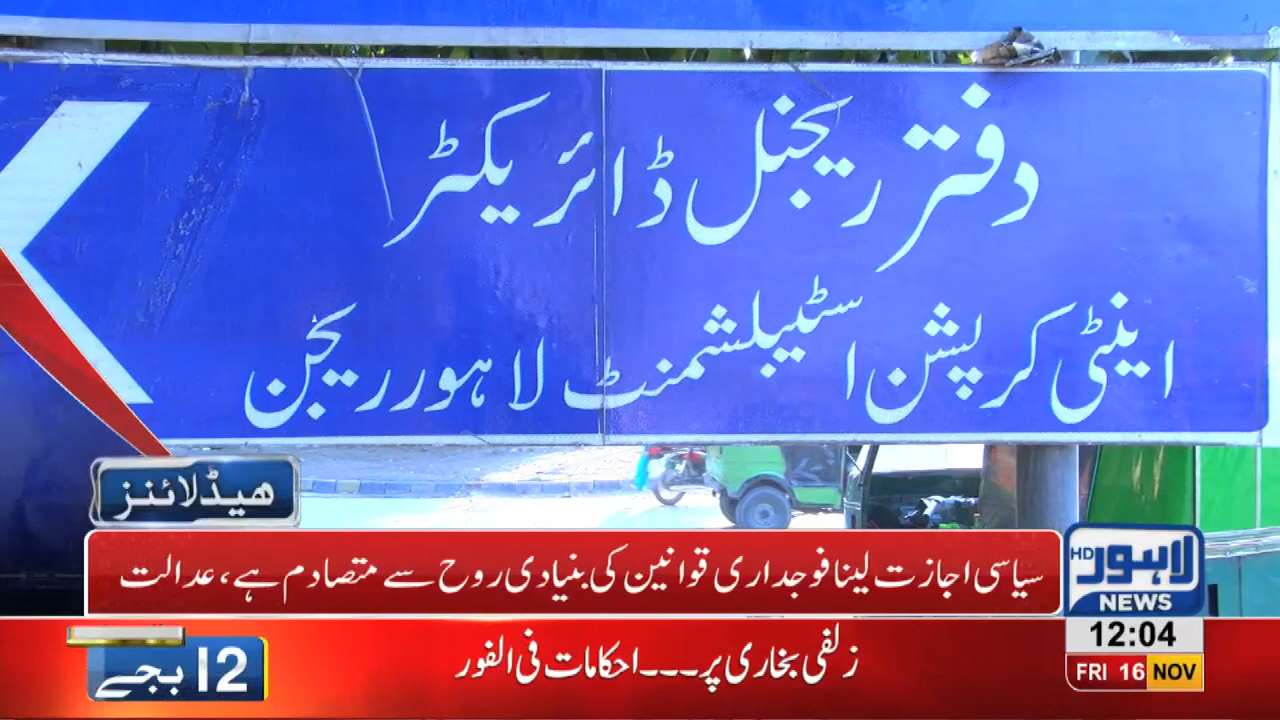 دفتر ریجنل ڈائریکٹر
اینٹی کرپشن اسٹیبلشمنٹ لاہور ریجن
ہیڈلائنز
سیاسی اجازت لینا فوجداری قوانین کی بنیادی روح سے متصادم ہے، عدالت
HD لاہور
NEWS
12:04
FRI 16 NOV
زلفی بخاری پر۔۔۔احکامات فی الفور
12 بجے